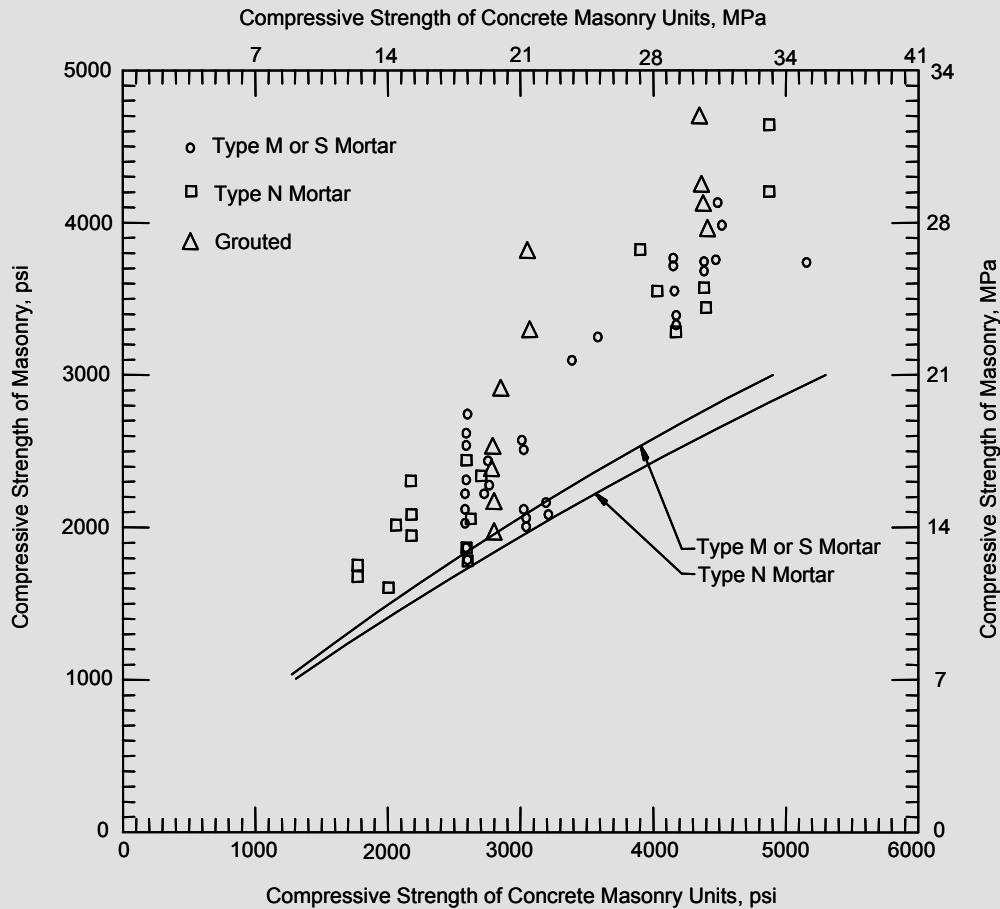 Compressive Strength of Concrete Masonry Units, MPa
7 14 21 28 34 41
5000 34
Type M or S Mortar
Type N Mortar
4000 28
Grouted
Compressive Strength of Masonry, psi
Compressive Strength of Masonry, MPa
3000 21
2000 14
Type M or S Mortar
Type N Mortar
1000 7
0 0
0 1000 2000 3000 4000 5000 6000
Compressive Strength of Concrete Masonry Units, psi